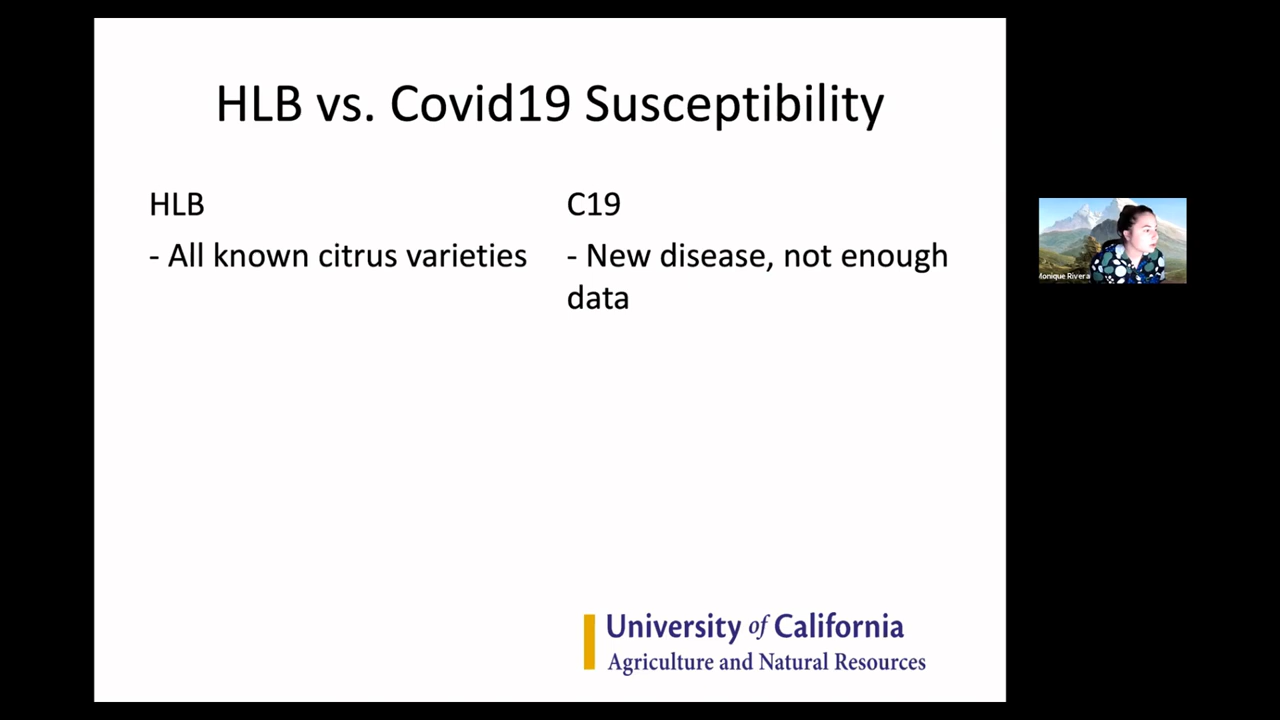 HLB vs. Covid19 Susceptibility
HLB
- All known citrus varieties
C19
- New disease, not enough
data
University of California
Agriculture and Natural Resources
Monique Rivera